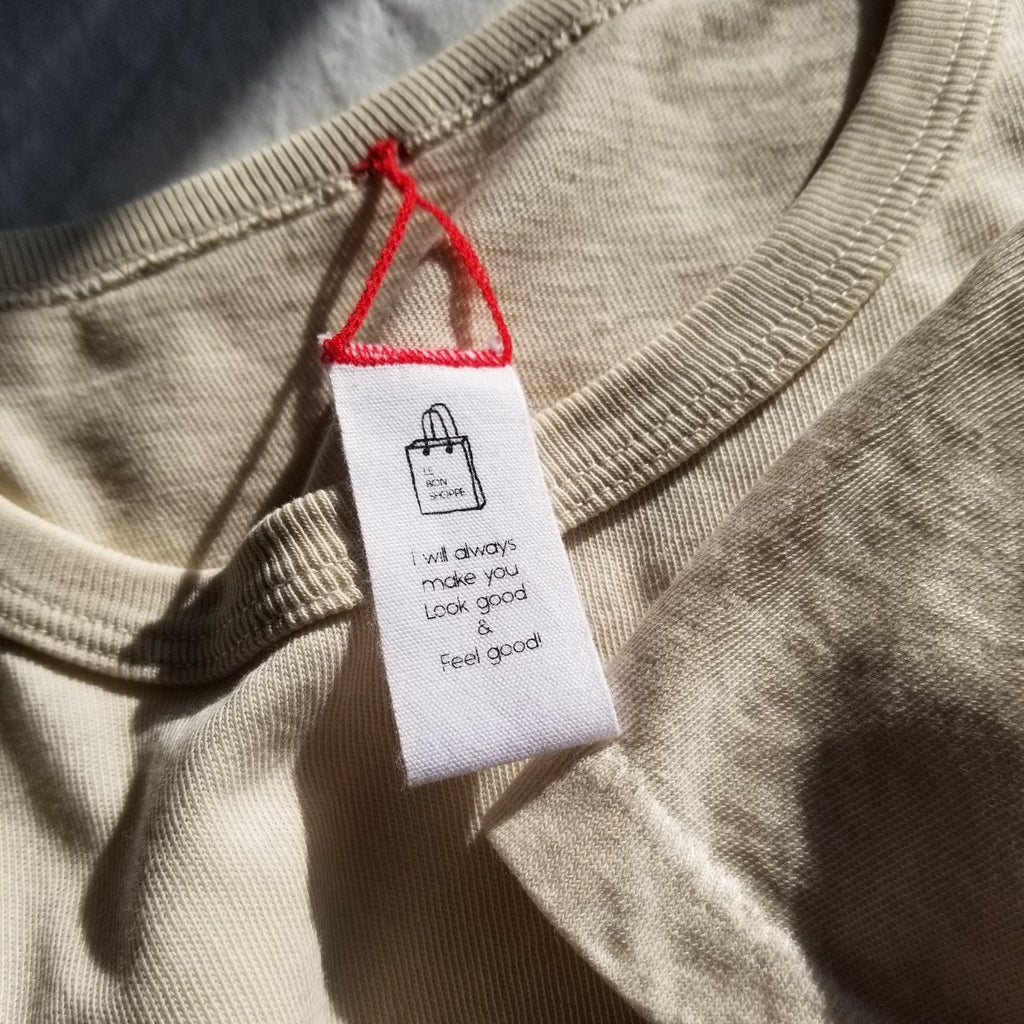 LE
BON
SHOPPE
I will always
make you
Look good
&
Feel good!